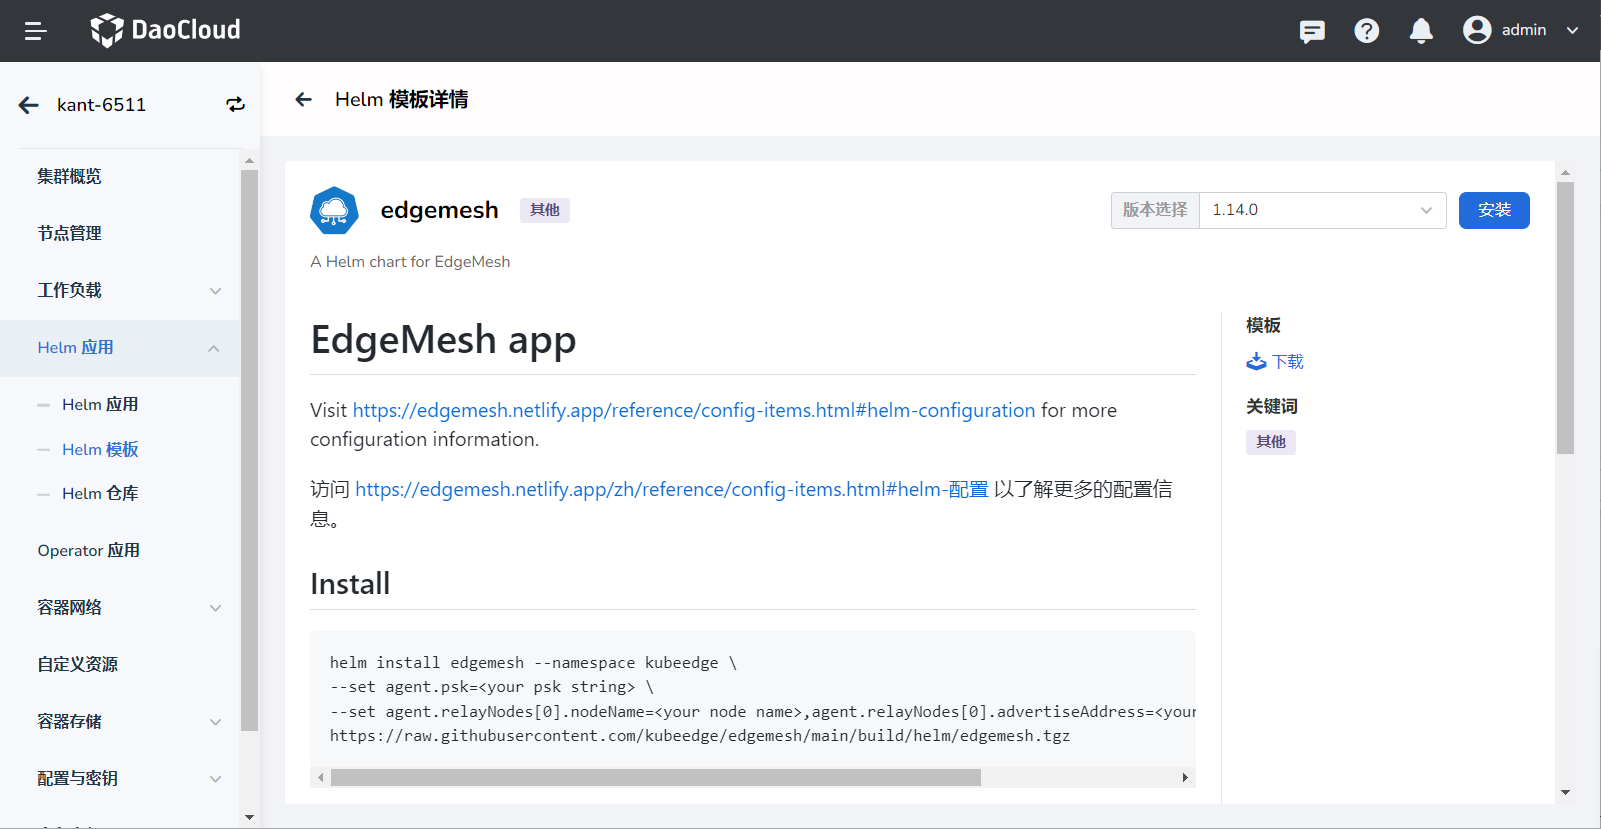 DaoCloud
admin
kant-6511
Helm 模板详情
集群概览
节点管理
工作负载
Helm 应用
Helm 应用
Helm 模板
Helm 仓库
Operator 应用
容器网络
自定义资源
容器存储
配置与密钥
edgemesh
其他
版本选择
1.14.0
安装
A Helm chart for EdgeMesh
EdgeMesh app
Visit https://edgemesh.netlify.app/reference/config-items.html#helm-configuration for more
configuration information.
访问 https://edgemesh.netlify.app/zh/reference/config-items.html#helm-配置 以了解更多的配置信
息。
Install
helm install edgemesh --namespace kubeedge \
--set agent.psk=<your psk string> \
--set agent.relayNodes[0].nodeName=<your node name>,agent.relayNodes[0].advertiseAddress=<your
https://raw.githubusercontent.com/kubeedge/edgemesh/main/build/helm/edgemesh.tgz
模板
下载
关键词
其他